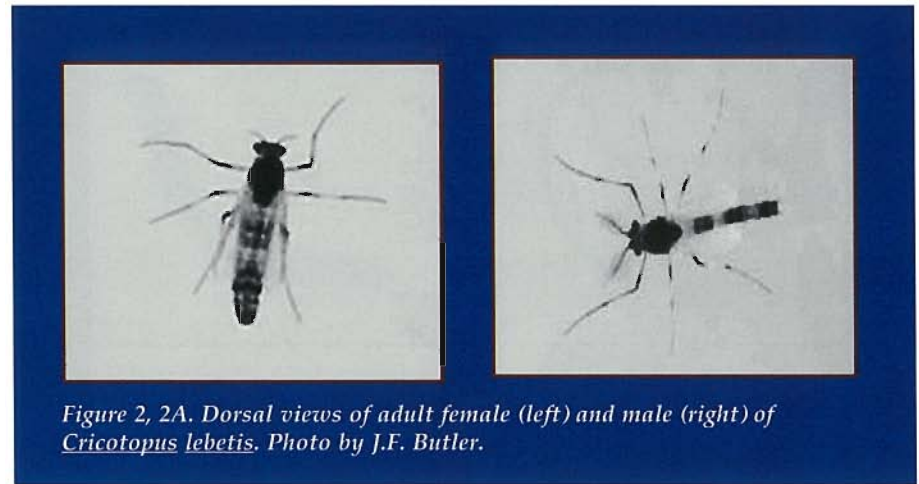 Figure 2, 2A. Dorsal views of adult female (left) and male (right) of
Cricotopus lebetis. Photo by J.F. Butler.